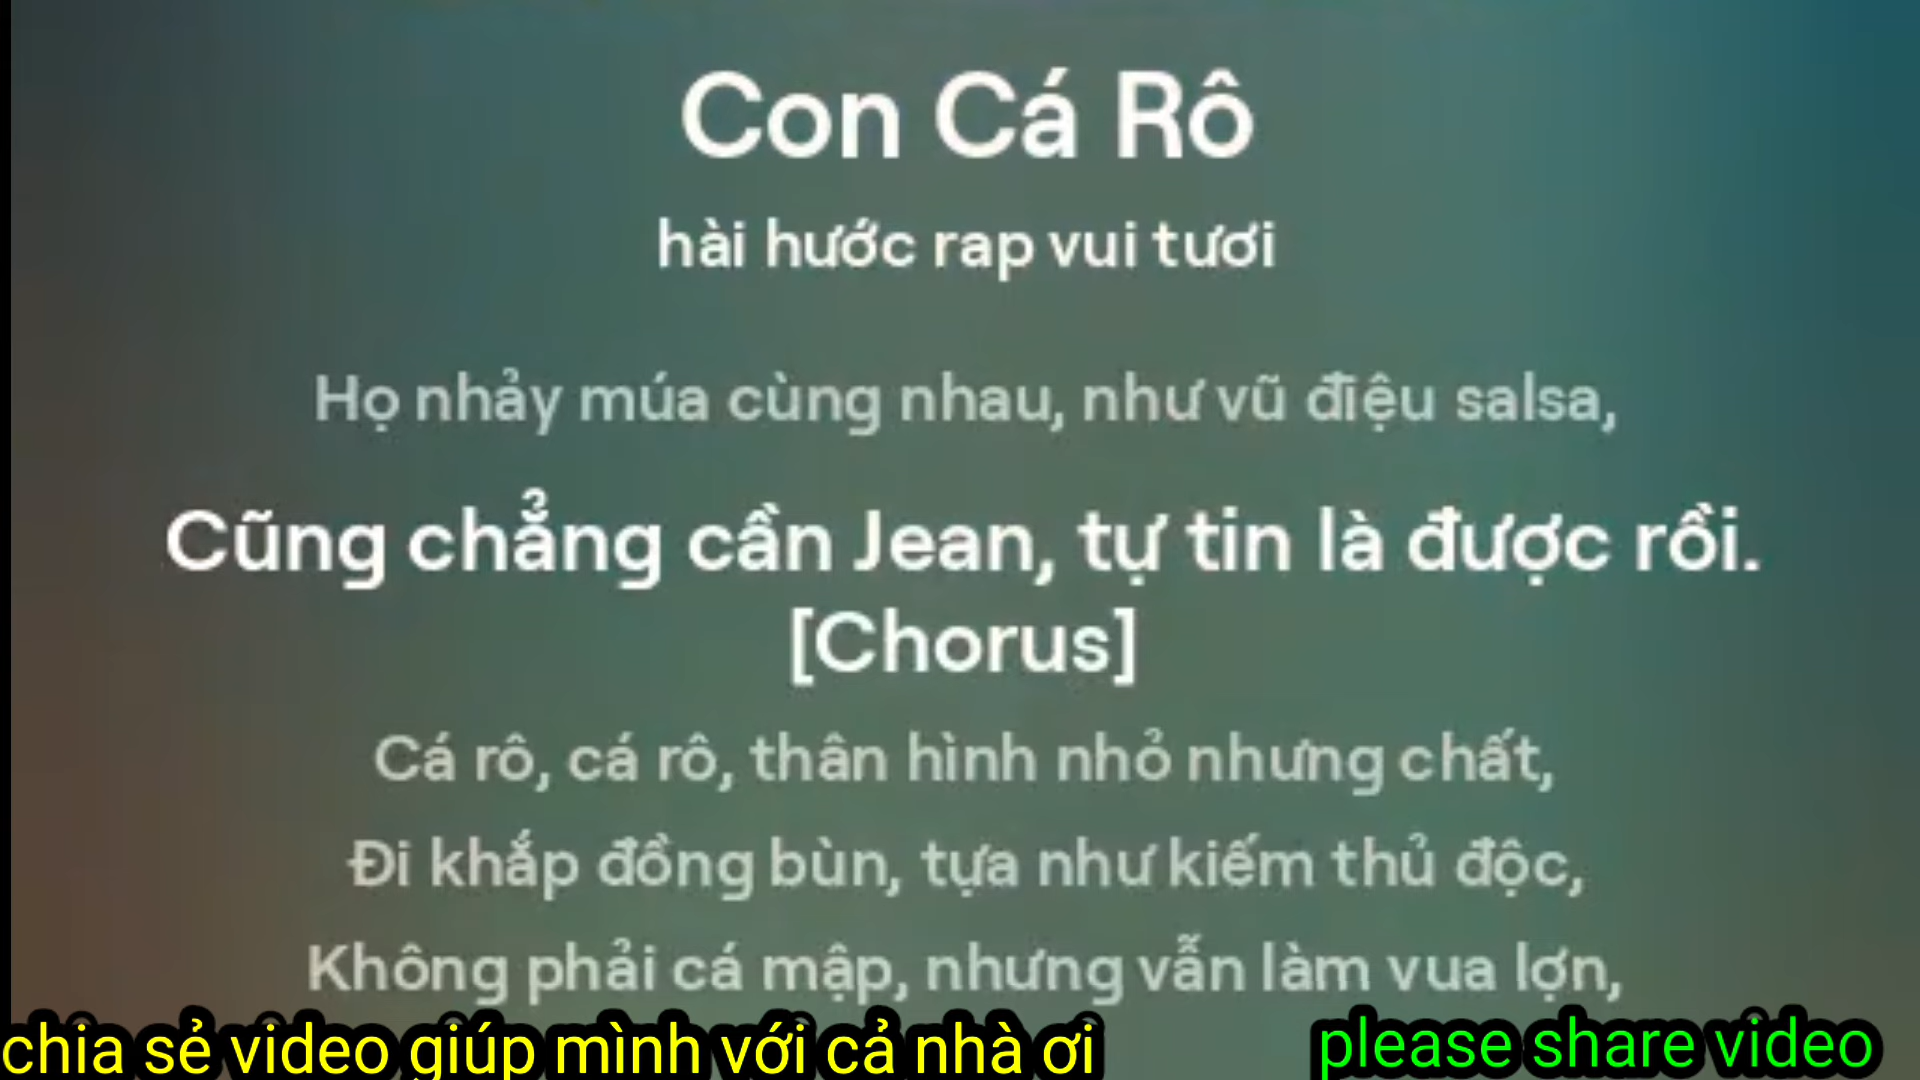 Con Cá Rô
hài hước rap vui tươi
Họ nhảy múa cùng nhau, như vũ điệu salsa,
Cũng chẳng cần Jean, tự tin là được rồi.
[Chorus]
Cá rô, cá rô, thân hình nhỏ nhưng chất,
Đi khắp đồng bùn, tựa như kiếm thủ độc,
Không phải cá mập, nhưng vẫn làm vua lợn,
chia sẻ video giúp mình với cả nhà ơi
please share video